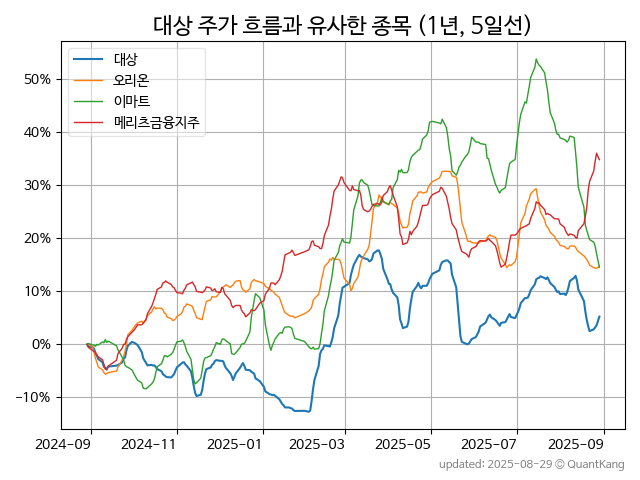 대상 주가 흐름과 유사한 종목 (1년, 5일선)
대상
오리온
이마트
메리츠금융지주
50%
40%
30%
20%
10%
0%
−10%
2024-09
2024-11
2025-01
2025-03
2025-05
2025-07
2025-09
updated: 2025-08-29 © QuantKang